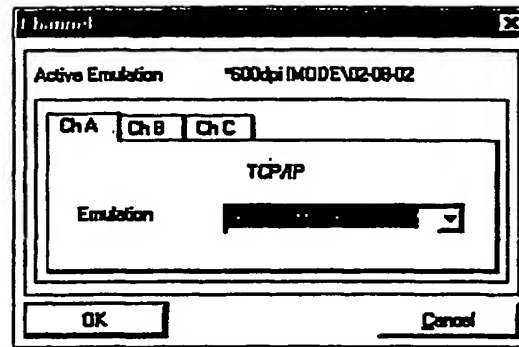 Channel
Active Emulation "600dpi IMODE\02-08-02
Ch A Ch B Ch C
TCP/IP
Emulation
OK Cancel